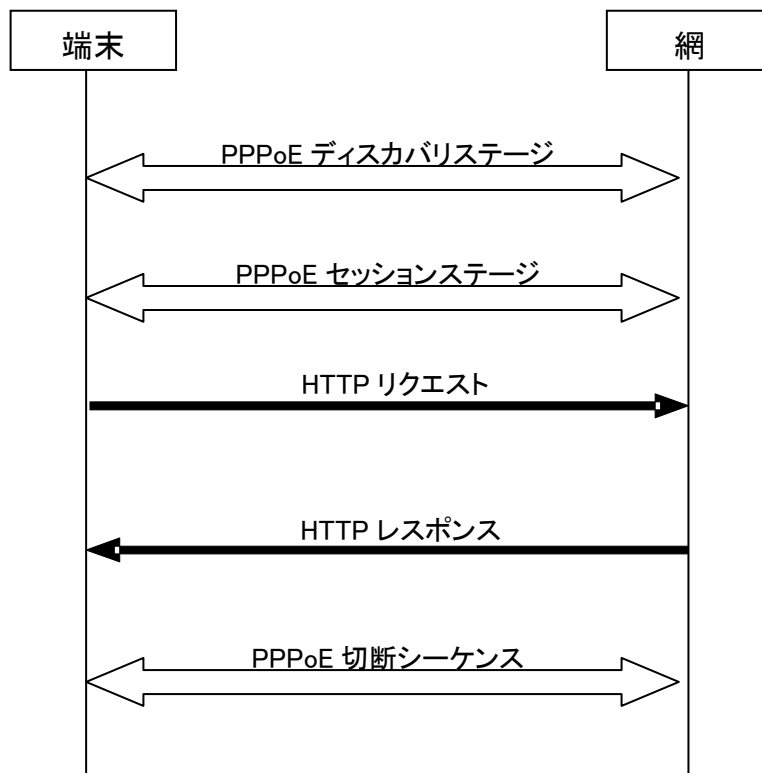 端末
網
PPPoE ディスカバリステージ
PPPoE セッションステージ
HTTP リクエスト
HTTP レスポンス
PPPoE 切断シーケンス